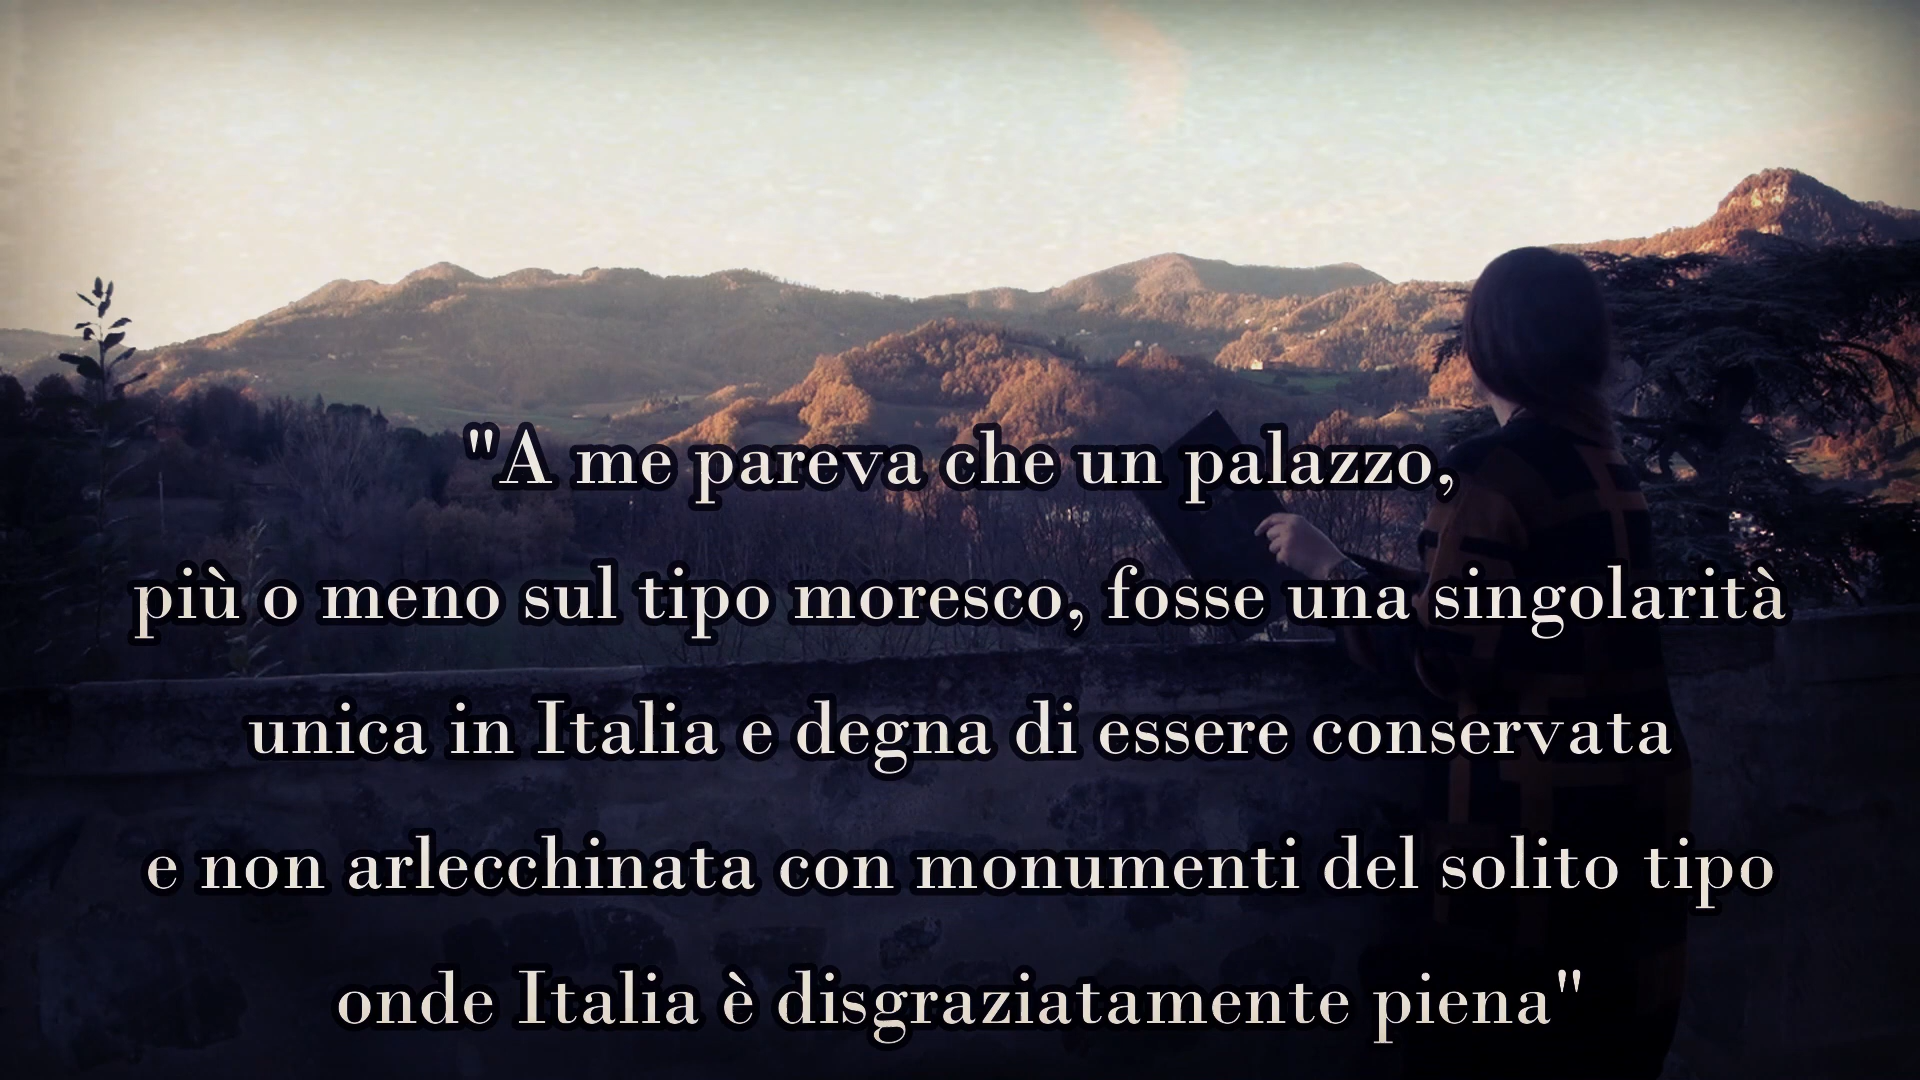 "A me pareva che un palazzo,
più o meno sul tipo moresco, fosse una singolarità
unica in Italia e degna di essere conservata
e non arlecchinata con monumenti del solito tipo
onde Italia è disgraziatamente piena"